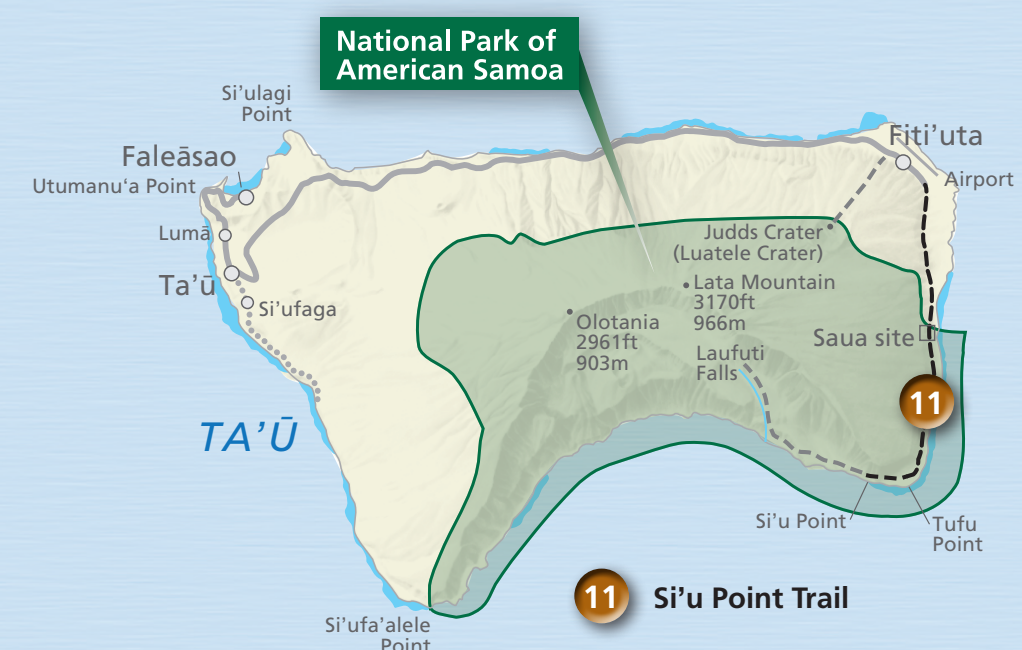 National Park of
American Samoa
Si’ulagi
Point
Faleāsao
Utumanu‘a Point
Lumā
Ta’ū
Si’ufaga
Fiti’uta
Airport
Judds Crater
(Luatele Crater)
Lata Mountain
3170ft
966m
Olotania
2961ft
903m
Laufuti
Falls
Saua site
11
TA’Ū
Si’u Point
Tufu
Point
11 Si’u Point Trail
Si’ufa’alele
Point